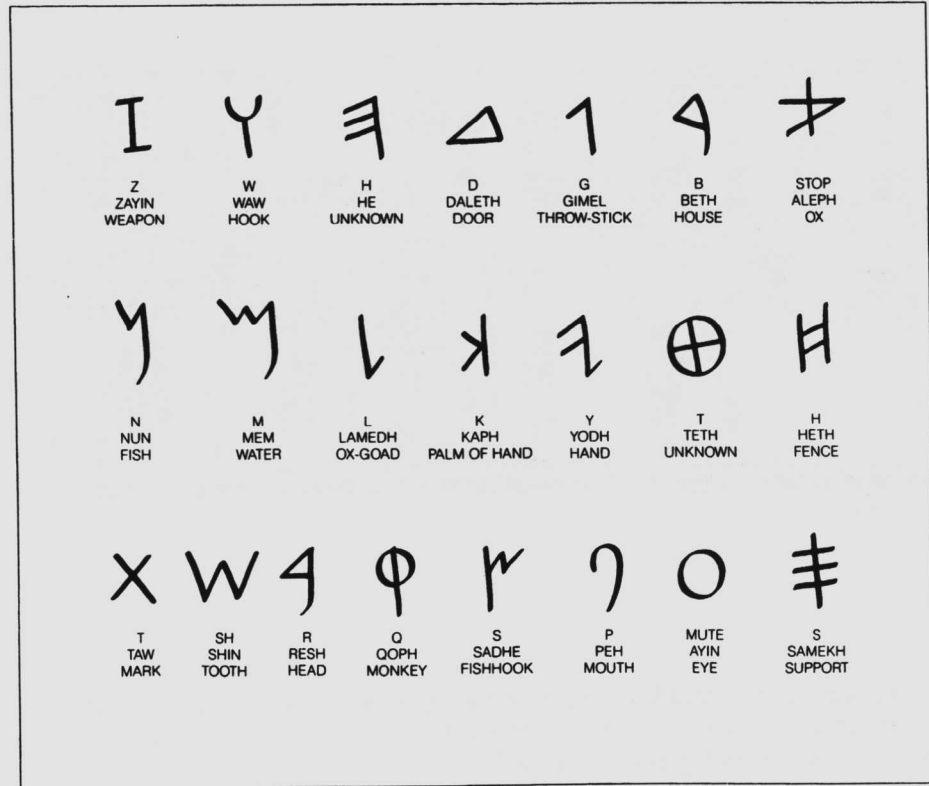 𐤆 𐤅 𐤄 𐤃 𐤂 𐤁 𐤀
Z W H D G B STOP
ZAYIN WAW HE DALETH GIMEL BETH ALEPH
WEAPON HOOK UNKNOWN DOOR THROW-STICK HOUSE OX
𐤍 𐤌 𐤋 𐤊 𐤉 𐤈 𐤇
N M L K Y T H
NUN MEM LAMEDH KAPH YODH TETH HETH
FISH WATER OX-GOAD PALM OF HAND HAND UNKNOWN FENCE
𐤕 𐤔 𐤓 𐤒 𐤑 𐤐 𐤏 𐤎
T SH R Q S P MUTE S
TAW SHIN RESH QOPH SADHE PEH AYIN SAMEKH
MARK TOOTH HEAD MONKEY FISHHOOK MOUTH EYE SUPPORT